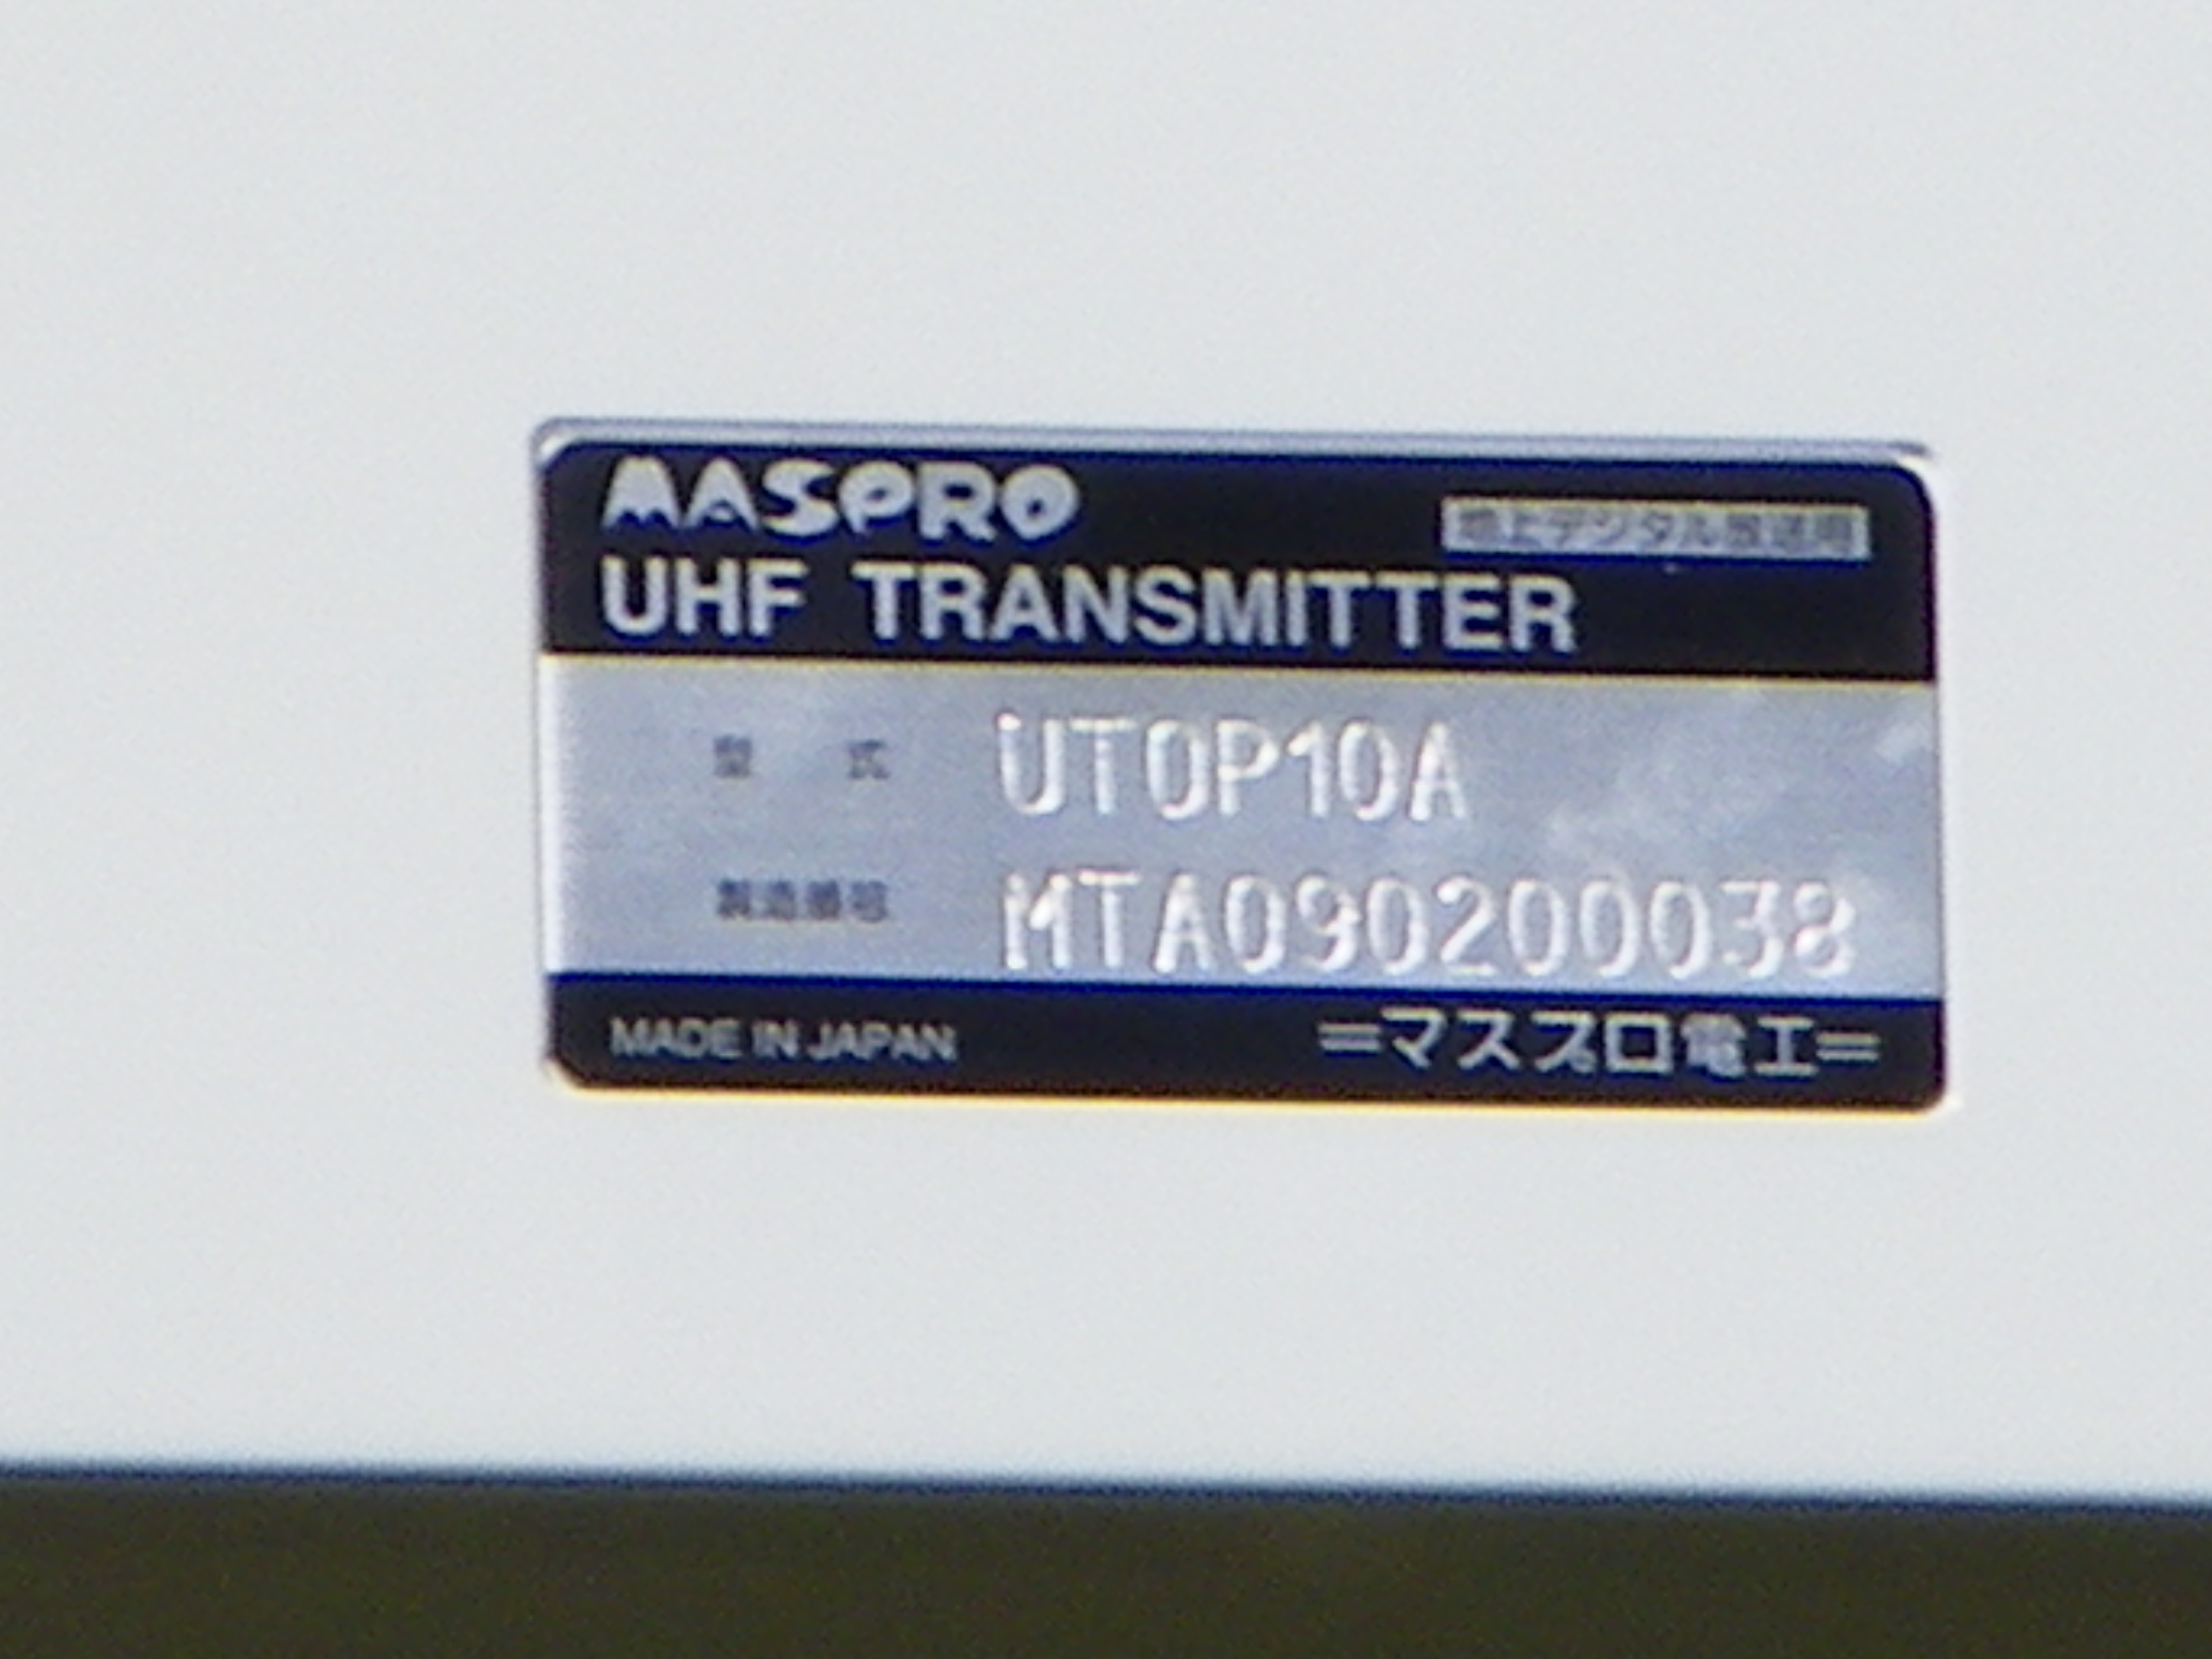 MASPRO
地上デジタル放送用
UHF TRANSMITTER
型 式 UTOP10A
製造番号 MTA090200038
MADE IN JAPAN =マスプロ電工=